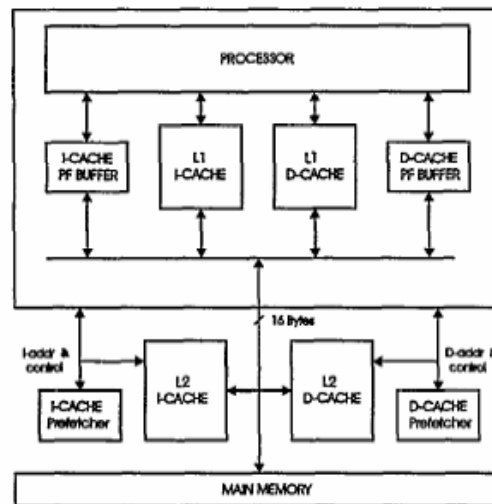 PROCESSOR
I-CACHE
PF BUFFER
L1
I-CACHE
L1
D-CACHE
D-CACHE
PF BUFFER
16 Bytes
I-addr &
control
D-addr &
control
L2
I-CACHE
L2
D-CACHE
I-CACHE
Prefetcher
D-CACHE
Prefetcher
MAIN MEMORY